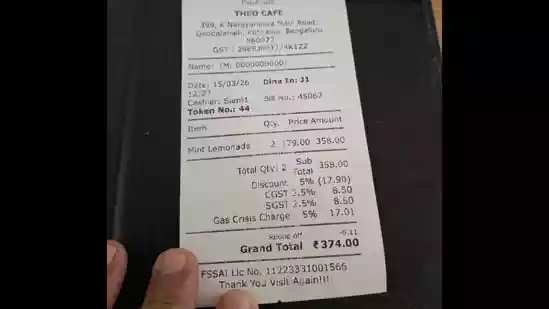 THEO CAFE
Name: (M: 0000000000)
Date: 15/03/26 Dine In: 31
12:27
Cashier: Bill No.: 45067
Token No.: 44
Item Qty. Price Amount
Mint Lemonade 2 179.00 358.00
Total Qty: 2 Sub Total 358.00
Discount 5% (17.90)
CGST 2.5% 8.50
SGST 2.5% 8.50
Gas Crisis Charge 5% 17.01
Round off
Grand Total ₹374.00
FSSAI Lic No. 11223331001566
Thank You Visit Again!!!